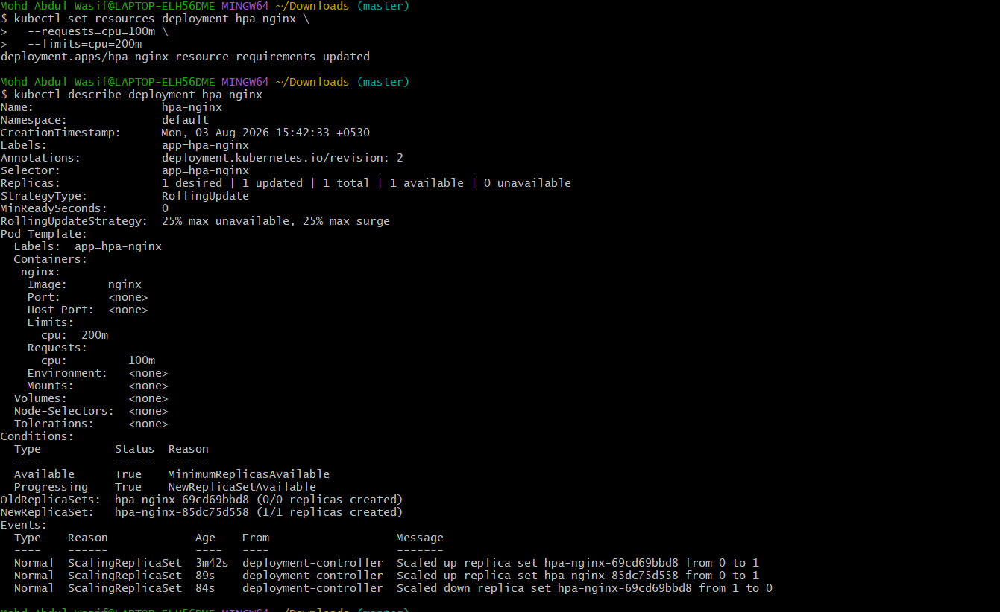 Mohd Abdul Wasif@LAPTOP-ELH56DME MINGW64 ~/Downloads (master)
$ kubectl set resources deployment hpa-nginx \
>   --requests=cpu=100m \
>   --limits=cpu=200m
deployment.apps/hpa-nginx resource requirements updated

Mohd Abdul Wasif@LAPTOP-ELH56DME MINGW64 ~/Downloads (master)
$ kubectl describe deployment hpa-nginx
Name:                   hpa-nginx
Namespace:              default
CreationTimestamp:      Mon, 03 Aug 2026 15:42:33 +0530
Labels:                 app=hpa-nginx
Annotations:            deployment.kubernetes.io/revision: 2
Selector:               app=hpa-nginx
Replicas:               1 desired | 1 updated | 1 total | 1 available | 0 unavailable
StrategyType:           RollingUpdate
MinReadySeconds:        0
RollingUpdateStrategy:  25% max unavailable, 25% max surge
Pod Template:
  Labels:  app=hpa-nginx
  Containers:
   nginx:
    Image:      nginx
    Port:       <none>
    Host Port:  <none>
    Limits:
      cpu:  200m
    Requests:
      cpu:         100m
    Environment:   <none>
    Mounts:        <none>
  Volumes:         <none>
  Node-Selectors:  <none>
  Tolerations:     <none>
Conditions:
  Type           Status  Reason
  ----           ------  ------
  Available      True    MinimumReplicasAvailable
  Progressing    True    NewReplicaSetAvailable
OldReplicaSets:  hpa-nginx-69cd69bbd8 (0/0 replicas created)
NewReplicaSet:   hpa-nginx-85dc75d558 (1/1 replicas created)
Events:
  Type    Reason             Age    From                   Message
  ----    ------             ----   ----                   -------
  Normal  ScalingReplicaSet  3m42s  deployment-controller  Scaled up replica set hpa-nginx-69cd69bbd8 from 0 to 1
  Normal  ScalingReplicaSet  89s    deployment-controller  Scaled up replica set hpa-nginx-85dc75d558 from 0 to 1
  Normal  ScalingReplicaSet  84s    deployment-controller  Scaled down replica set hpa-nginx-69cd69bbd8 from 1 to 0

Mohd Abdul Wasif@LAPTOP-ELH56DME MINGW64 ~/Downloads (master)